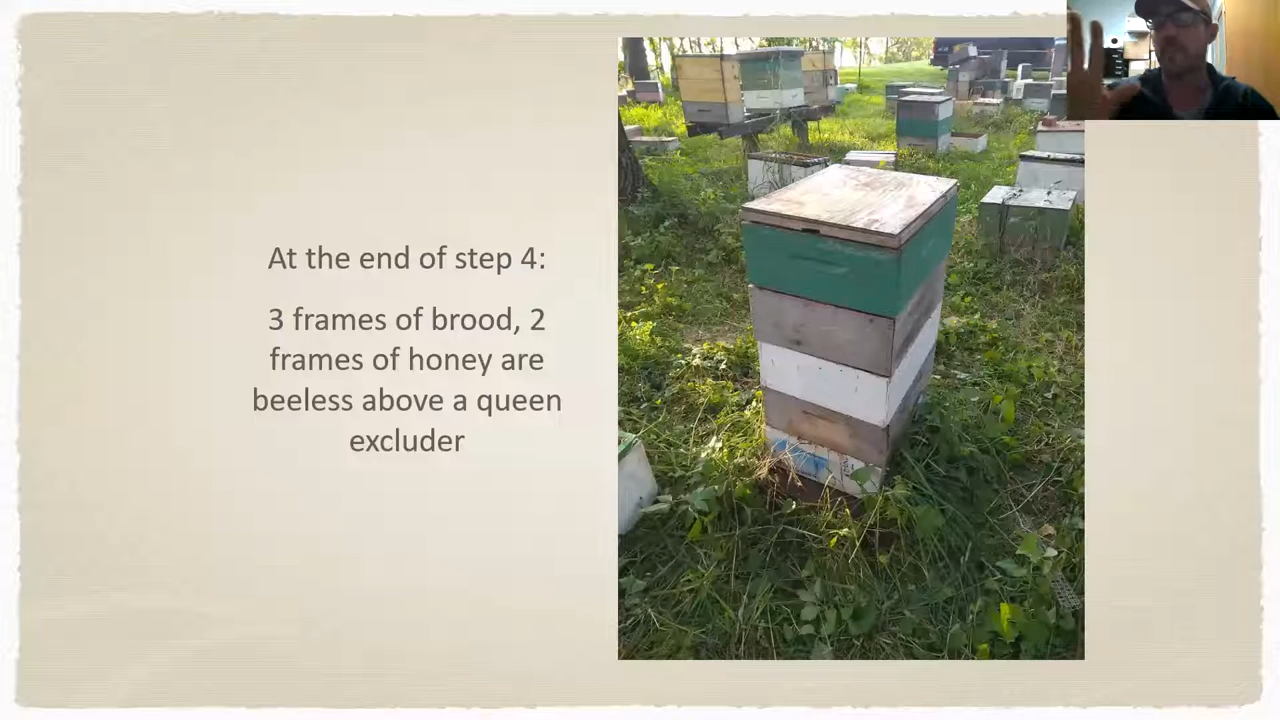 At the end of step 4:
3 frames of brood, 2
frames of honey are
beeless above a queen
excluder